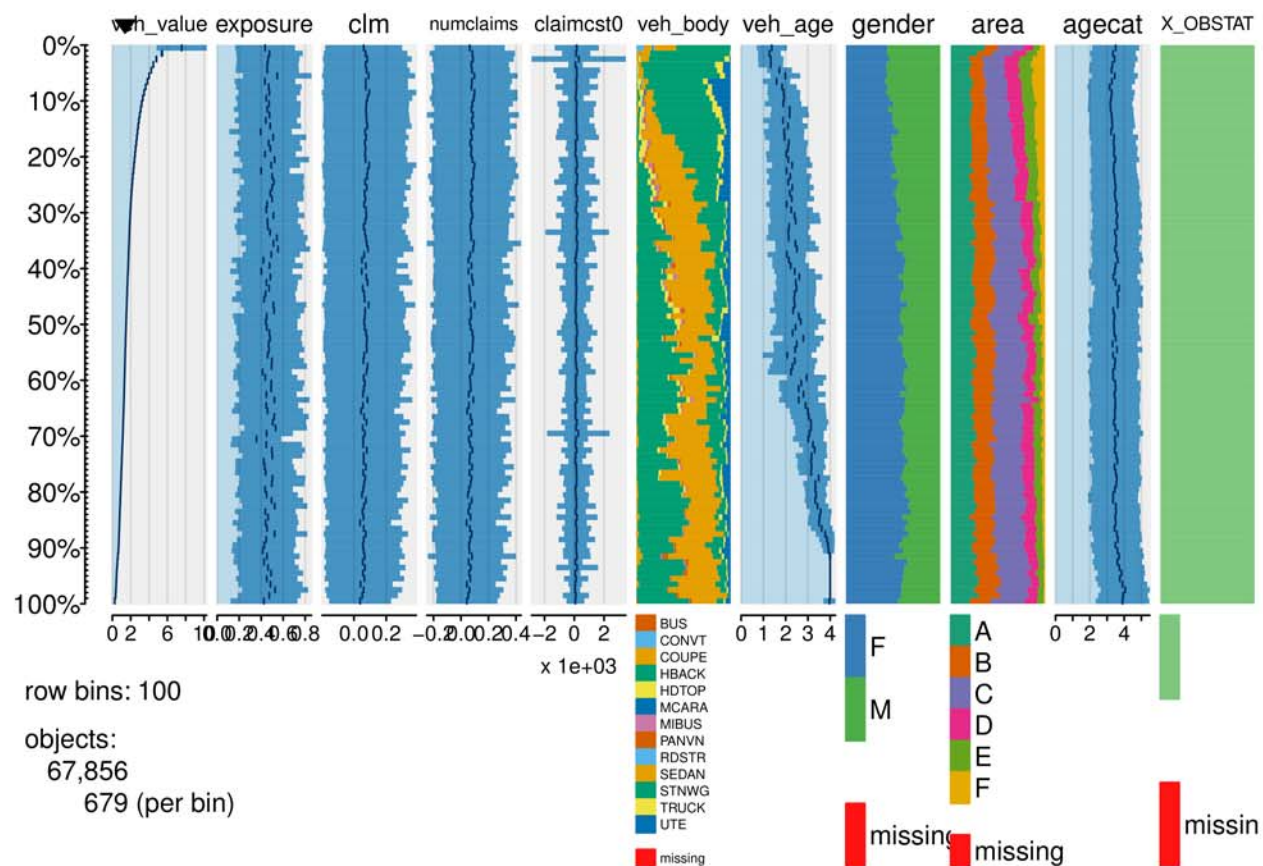 veh_value exposure clm numclaims claimcst0 veh_body veh_age gender area agecat X_OBSTAT
0%
10%
20%
30%
40%
50%
60%
70%
80%
90%
100%
0 2 6 10 0.0 0.2 0.4 0.6 0.8 0.0 0.2 −0.2 0.0 0.2 0.4 −2 0 2 0 1 2 3 4 0 2 4
x 1e+03
BUS
CONVT
COUPE
HBACK
HDTOP
MCARA
MIBUS
PANVN
RDSTR
SEDAN
STNWG
TRUCK
UTE
missing
F
M
missing
A
B
C
D
E
F
missing
missin
row bins: 100
objects:
67,856
679 (per bin)